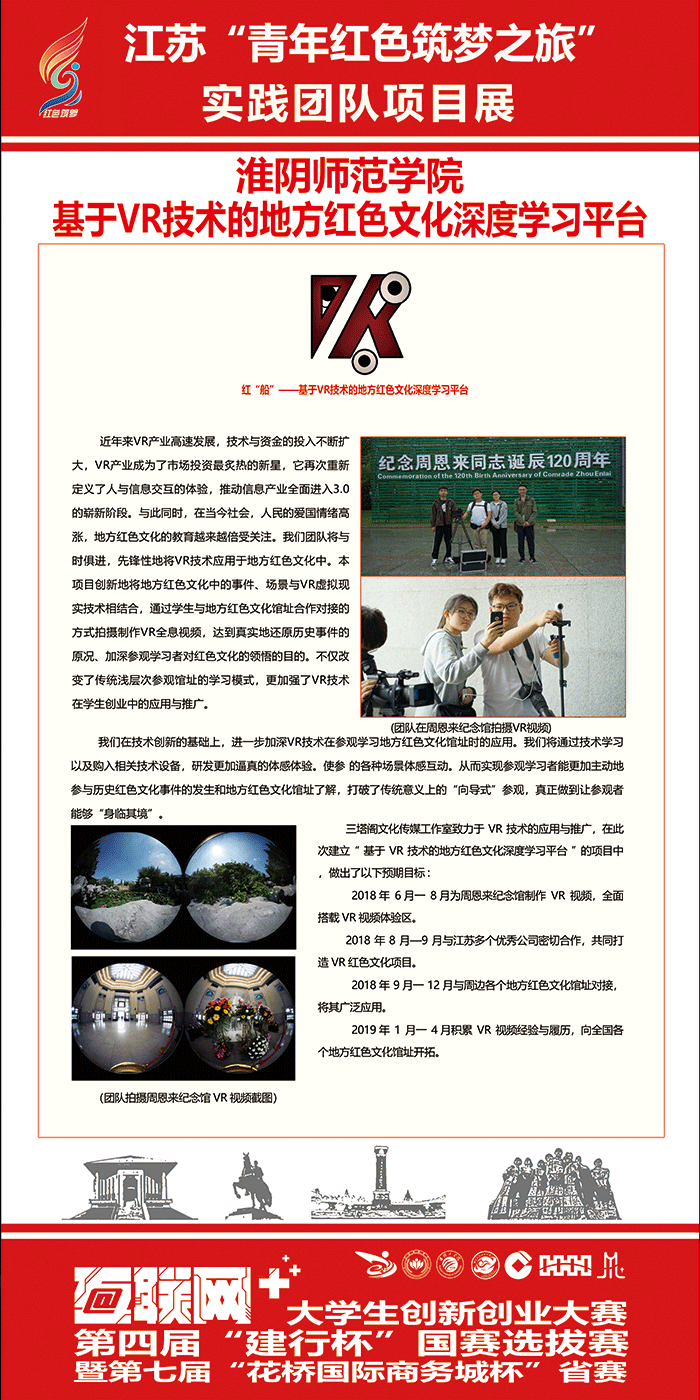 红色筑梦
江苏“青年红色筑梦之旅”
实践团队项目展
淮阴师范学院
基于VR技术的地方红色文化深度学习平台
红“船”——基于VR技术的地方红色文化深度学习平台
近年来VR产业高速发展，技术与资金的投入不断扩
大，VR产业成为了市场投资最炙热的新星，它再次重新
定义了人与信息交互的体验，推动信息产业全面进入3.0
的崭新阶段。与此同时，在当今社会，人民的爱国情绪高
涨，地方红色文化的教育越来越倍受关注。我们团队将与
时俱进，先锋性地将VR技术应用于地方红色文化中。本
项目创新地将地方红色文化中的事件、场景与VR虚拟现
实技术相结合，通过学生与地方红色文化馆址合作对接的
方式拍摄制作VR全息视频，达到真实地还原历史事件的
原况、加深参观学习者对红色文化的领悟的目的。不仅改
变了传统浅层次参观馆址的学习模式，更加强了VR技术
在学生创业中的应用与推广。
纪念周恩来同志诞辰120周年
Commemoration of the 120th Birth Anniversary of Comrade Zhou Enlai
(团队在周恩来纪念馆拍摄VR视频)
我们在技术创新的基础上，进一步加深VR技术在参观学习地方红色文化馆址时的应用。我们将通过技术学习
以及购入相关技术设备，研发更加逼真的体感体验。使参 的各种场景体感互动。从而实现参观学习者能更加主动地
参与历史红色文化事件的发生和地方红色文化馆址了解，打破了传统意义上的“向导式”参观，真正做到让参观者
能够“身临其境”。
三塔阁文化传媒工作室致力于 VR 技术的应用与推广，在此
次建立“ 基于 VR 技术的地方红色文化深度学习平台 ”的项目中
，做出了以下预期目标：
2018 年 6 月一 8 月为周恩来纪念馆制作 VR 视频，全面
搭载 VR 视频体验区。
2018 年 8 月—9 月与江苏多个优秀公司密切合作，共同打
造 VR 红色文化项目。
2018 年 9 月一 12 月与周边各个地方红色文化馆址对接，
将其广泛应用。
2019 年 1 月一 4 月积累 VR 视频经验与履历，向全国各
个地方红色文化馆址开拓。
(团队拍摄周恩来纪念馆 VR 视频截图)
互联网+
大学生创新创业大赛
第四届“建行杯”国赛选拔赛
暨第七届“花桥国际商务城杯”省赛